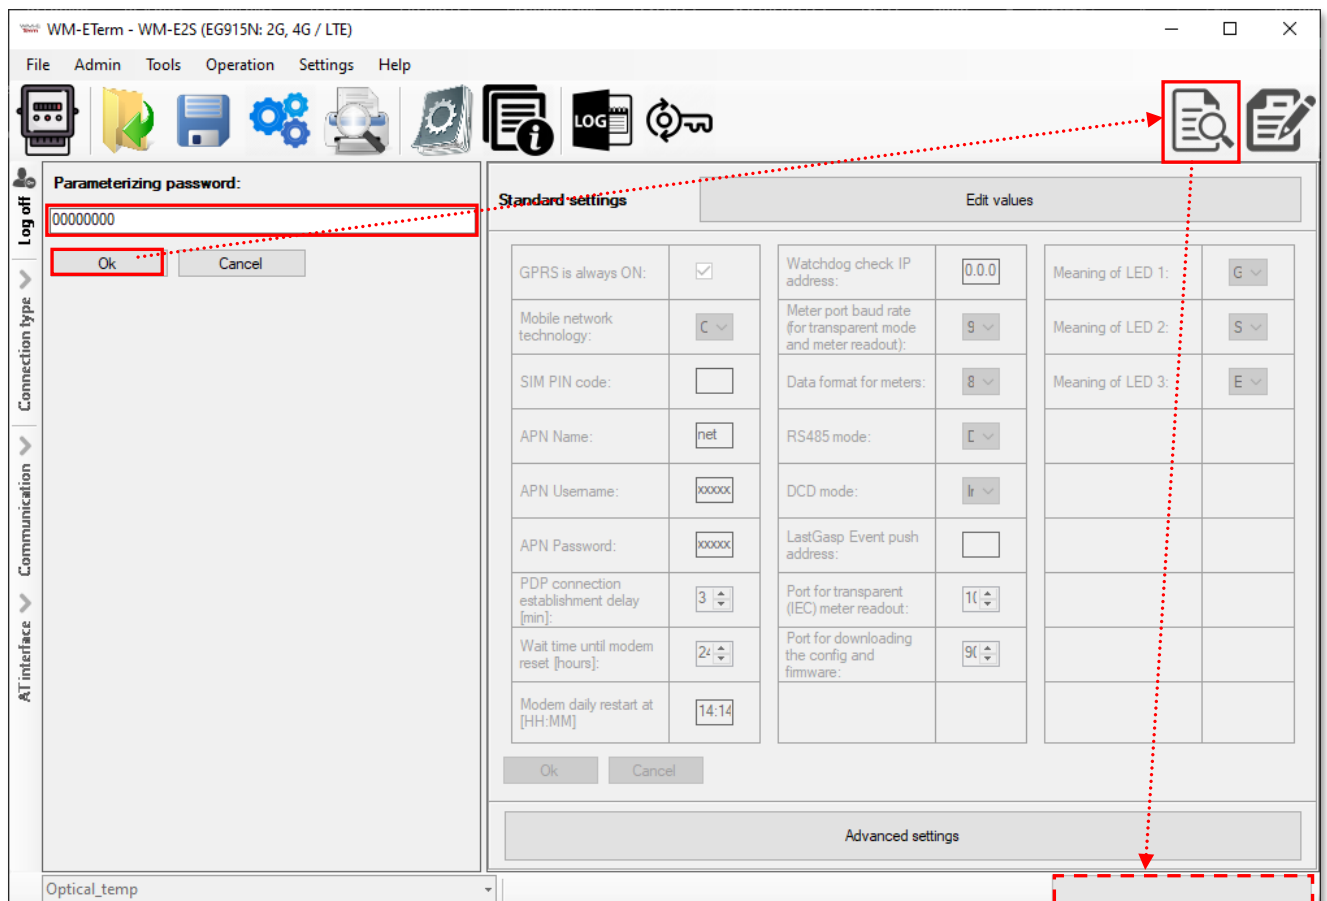 WM-ETerm - WM-E2S (EG915N: 2G, 4G / LTE)
File Admin Tools Operation Settings Help
LOG
Log off
Connection type
Communication
AT interface
Parameterizing password:
00000000
Ok Cancel
Standard settings
Edit values
GPRS is always ON:
Mobile network
technology:
SIM PIN code:
APN Name:
net
APN Username:
xxxxx
APN Password:
xxxxx
PDP connection
establishment delay
[min]:
3
Wait time until modem
reset [hours]:
24
Modem daily restart at
[HH:MM]
14:14
Watchdog check IP
address:
0.0.0
Meter port baud rate
(for transparent mode
and meter readout):
9
Data format for meters:
8
RS485 mode:
DCD mode:
LastGasp Event push
address:
Port for transparent
(IEC) meter readout:
Port for downloading
the config and
firmware:
Meaning of LED 1:
G
Meaning of LED 2:
S
Meaning of LED 3:
E
Ok Cancel
Advanced settings
Optical_temp